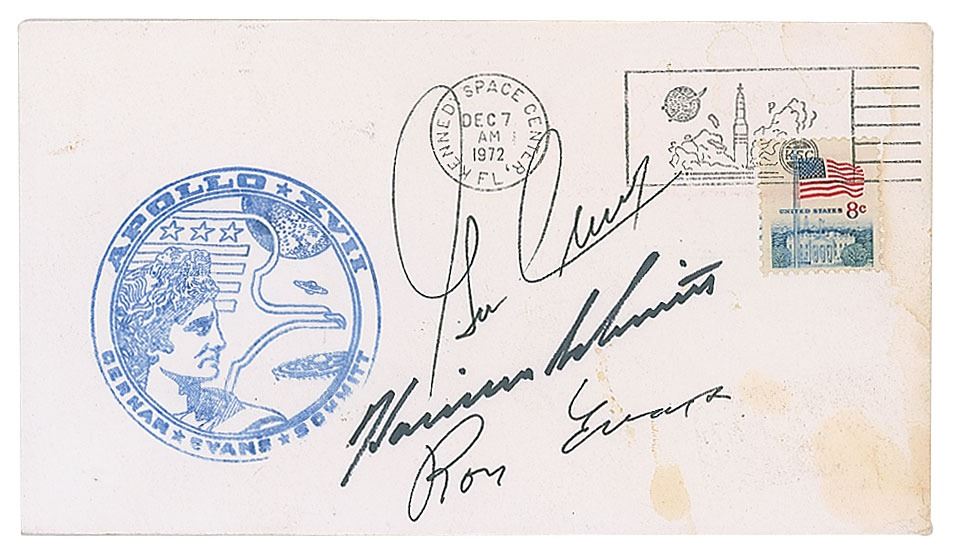 KENNEDY SPACE CENTER, FL.
DEC 7
AM
1972
KSC
UNITED STATES 8c
APOLLO ★ XVII
CERNAN ★ EVANS ★ SCHMITT
Gene Cernan
Harrison Schmitt
Ron Evans